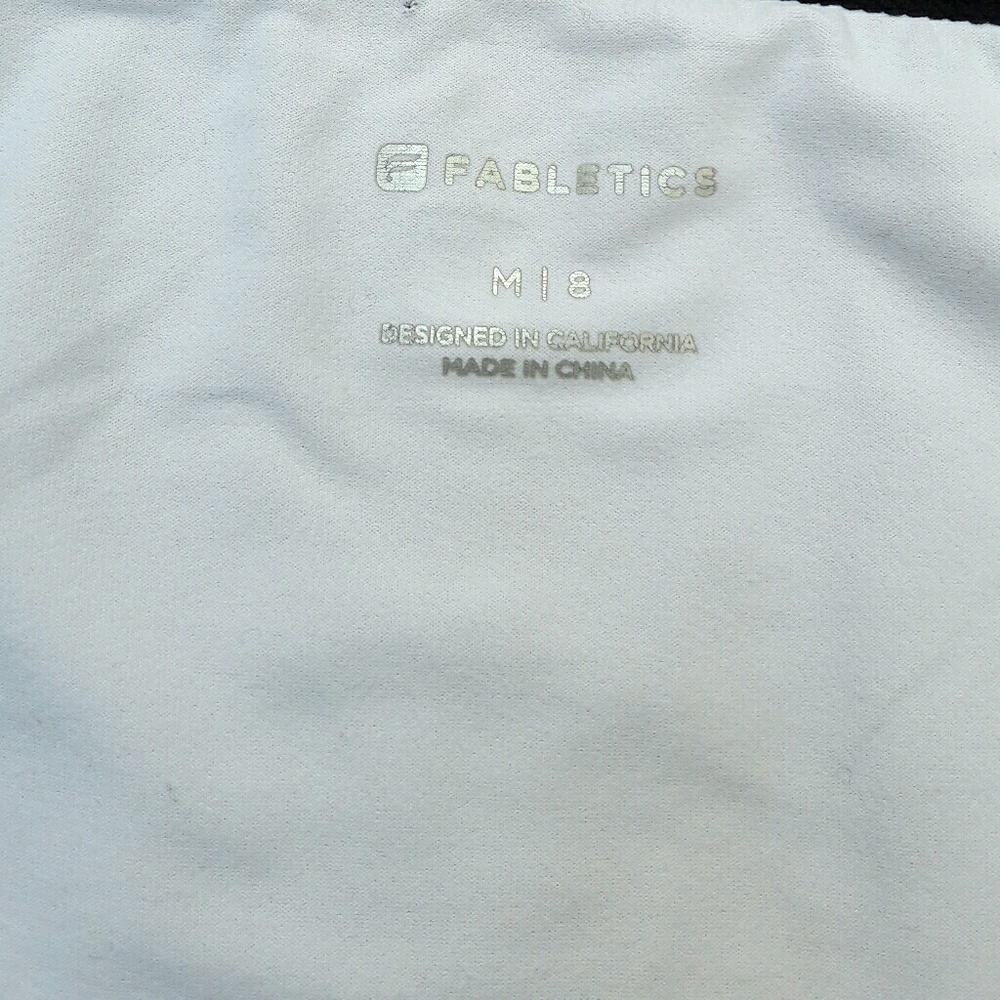 FABLETICS
M | 8
DESIGNED IN CALIFORNIA
MADE IN CHINA